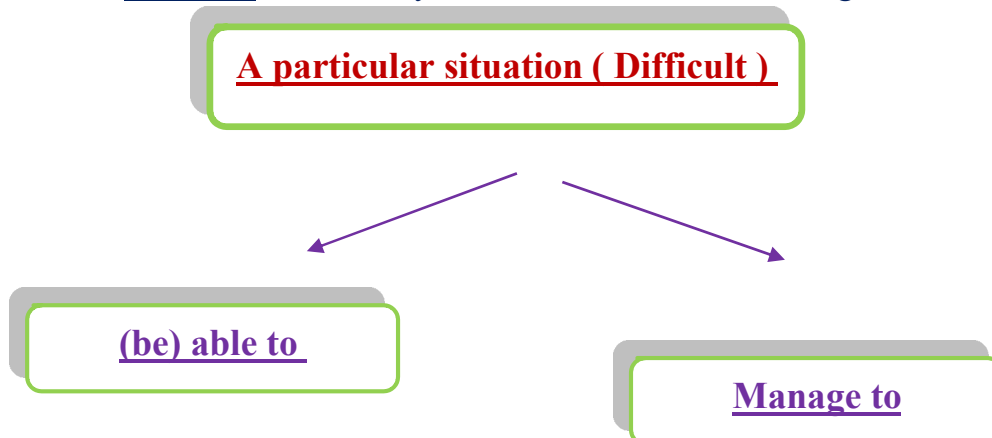 A particular situation ( Difficult )
(be) able to
Manage to